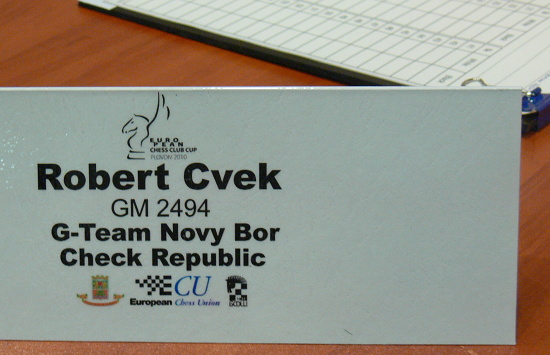 EURO
PEAN
CHESS CLUB CUP
PLOVDIV 2010
Robert Cvek
GM 2494
G-Team Novy Bor
Check Republic
ECU
European Chess Union